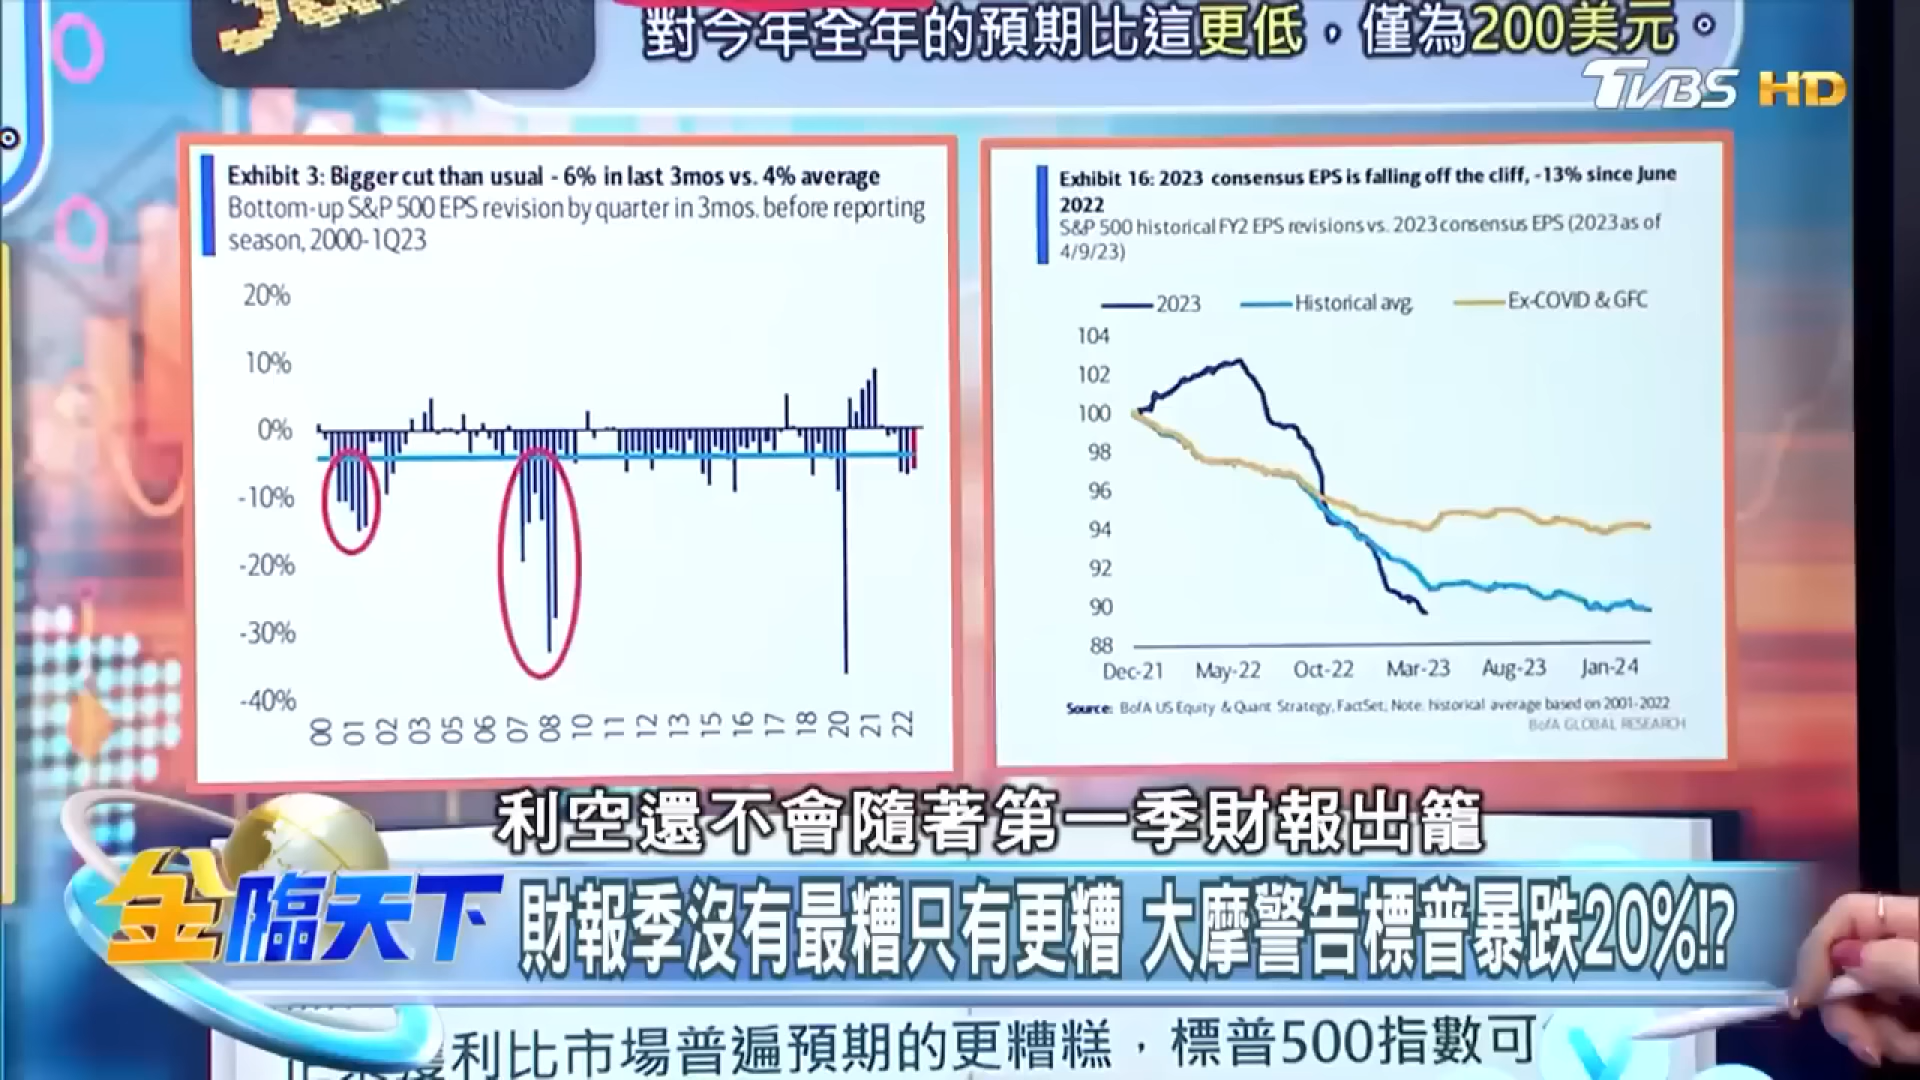 對今年全年的預期比這更低，僅為200美元。
TVBS HD
Exhibit 3: Bigger cut than usual - 6% in last 3mos vs. 4% average
Bottom-up S&P 500 EPS revision by quarter in 3mos. before reporting
season, 2000-1Q23
20%
10%
0%
-10%
-20%
-30%
-40%
00 01 02 03 05 06 07 08 10 11 12 13 15 16 17 18 20 21 22
Exhibit 16: 2023 consensus EPS is falling off the cliff, -13% since June
2022
S&P 500 historical FY2 EPS revisions vs. 2023 consensus EPS (2023 as of
4/9/23)
2023 Historical avg. Ex-COVID & GFC
104
102
100
98
96
94
92
90
88
Dec-21 May-22 Oct-22 Mar-23 Aug-23 Jan-24
Source: BofA US Equity & Quant Strategy, FactSet; Note: historical average based on 2001-2022
BofA GLOBAL RESEARCH
利空還不會隨著第一季財報出籠
金臨天下
財報季沒有最糟只有更糟 大摩警告標普暴跌20%!?
獲利比市場普遍預期的更糟糕，標普500指數可